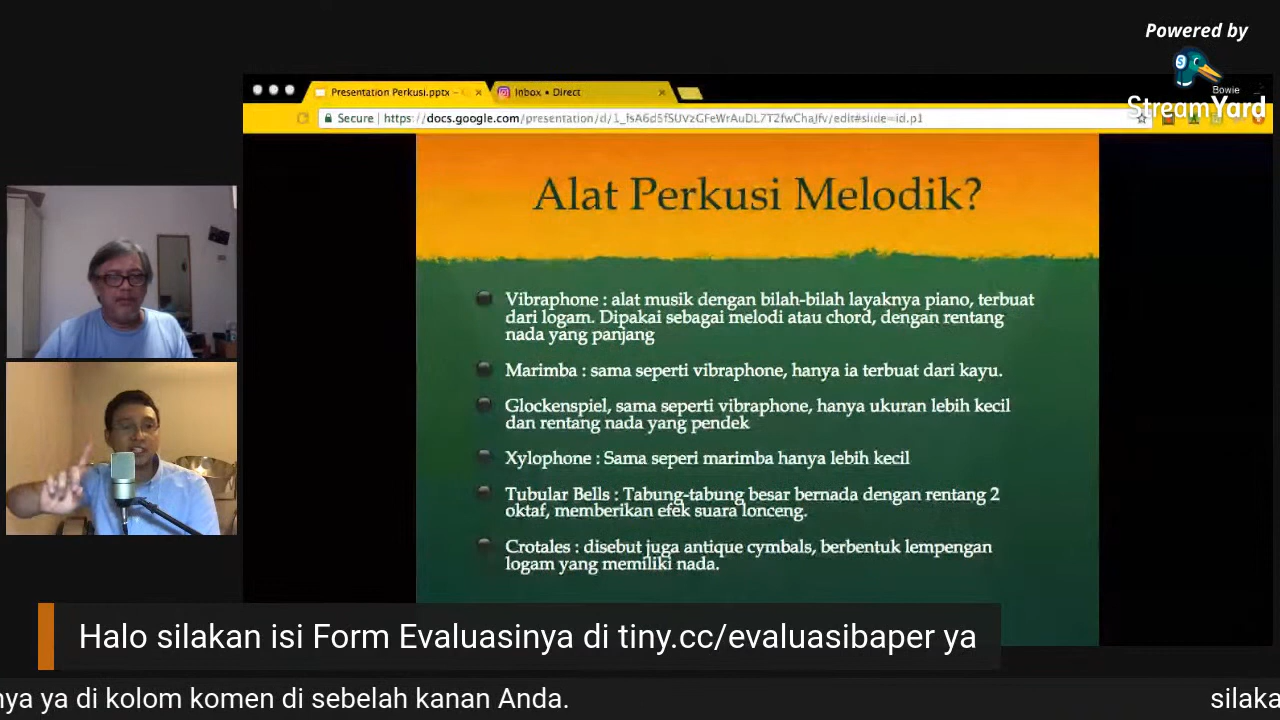 Powered by
Bowie
StreamYard
Presentation Perkusi.pptx –
Inbox • Direct
Secure | https://docs.google.com/presentation/d/1_fsA6d5fSUVzGFeWrAuDL7T2fwChaJfv/edit#slide=id.p1
Alat Perkusi Melodik?
Vibraphone : alat musik dengan bilah-bilah layaknya piano, terbuat
dari logam. Dipakai sebagai melodi atau chord, dengan rentang
nada yang panjang
Marimba : sama seperti vibraphone, hanya ia terbuat dari kayu.
Glockenspiel, sama seperti vibraphone, hanya ukuran lebih kecil
dan rentang nada yang pendek
Xylophone : Sama seperi marimba hanya lebih kecil
Tubular Bells : Tabung-tabung besar bernada dengan rentang 2
oktaf, memberikan efek suara lonceng.
Crotales : disebut juga antique cymbals, berbentuk lempengan
logam yang memiliki nada.
Halo silakan isi Form Evaluasinya di tiny.cc/evaluasibaper ya
nya ya di kolom komen di sebelah kanan Anda.
silaka